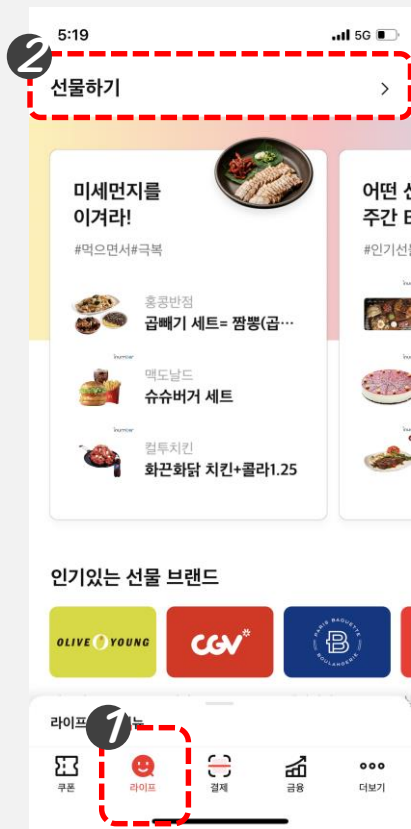 5:19
5G
2
선물하기
미세먼지를
이겨라!
#먹으면서#극복
홍콩반점
곱빼기 세트= 짬뽕(곱…
맥도날드
슈슈버거 세트
컬투치킨
화끈화닭 치킨+콜라1.25
어떤
주간
#인기선
인기있는 선물 브랜드
OLIVE YOUNG
CGV
PARIS BAGUETTE
B
BOULANGERIE
라이프
1
쿠폰
라이프
결제
금융
더보기